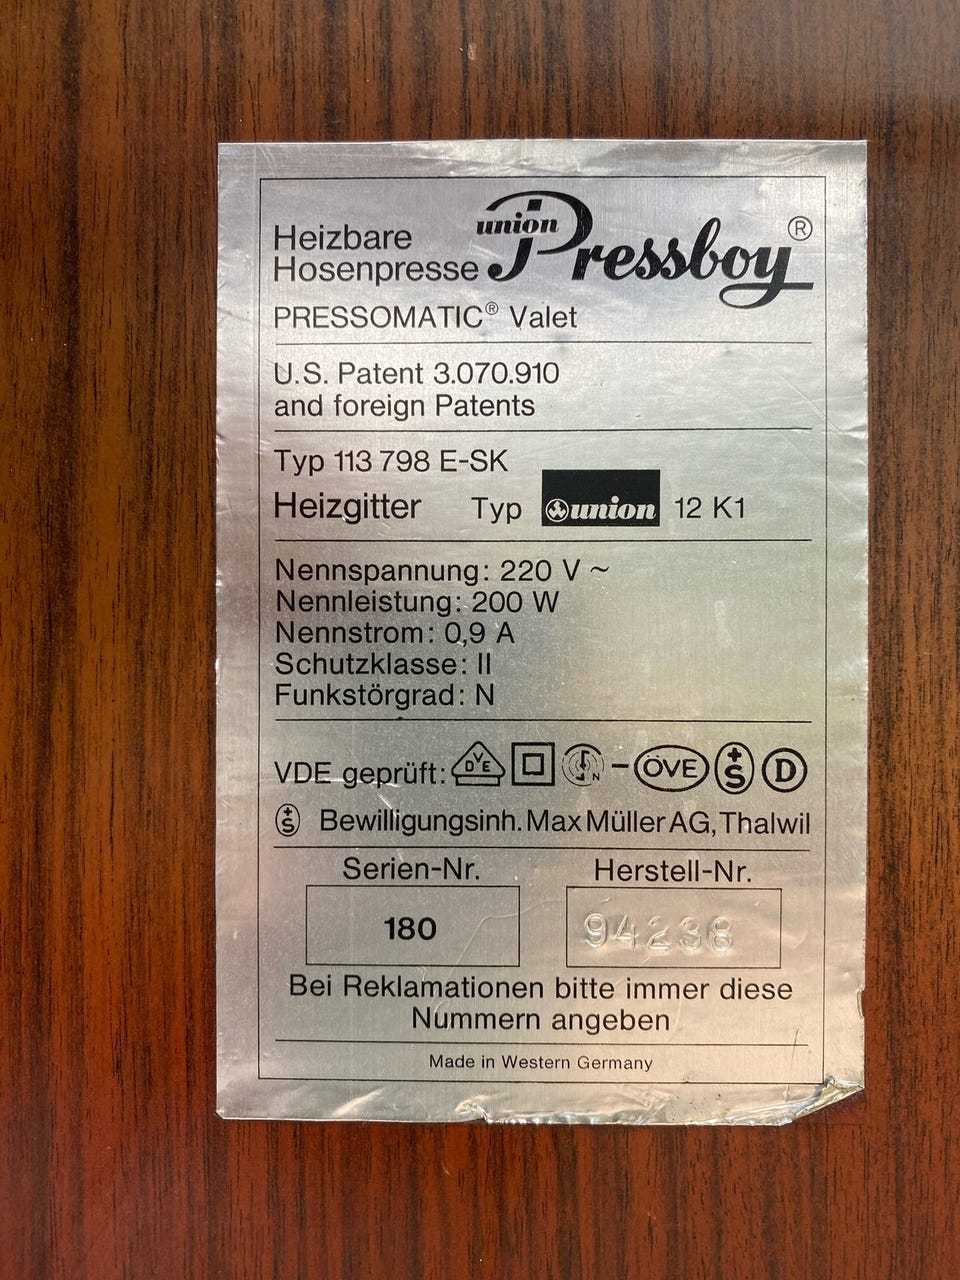 Heizbare
Hosenpresse
union Pressboy®
PRESSOMATIC® Valet
U.S. Patent 3.070.910
and foreign Patents
Typ 113 798 E-SK
Heizgitter Typ union 12 K1
Nennspannung: 220 V ~
Nennleistung: 200 W
Nennstrom: 0,9 A
Schutzklasse: II
Funkstörgrad: N
VDE geprüft: DVE N – ÖVE +S D
+S Bewilligungsinh. Max Müller AG, Thalwil
Serien-Nr. Herstell-Nr.
180 94238
Bei Reklamationen bitte immer diese
Nummern angeben
Made in Western Germany